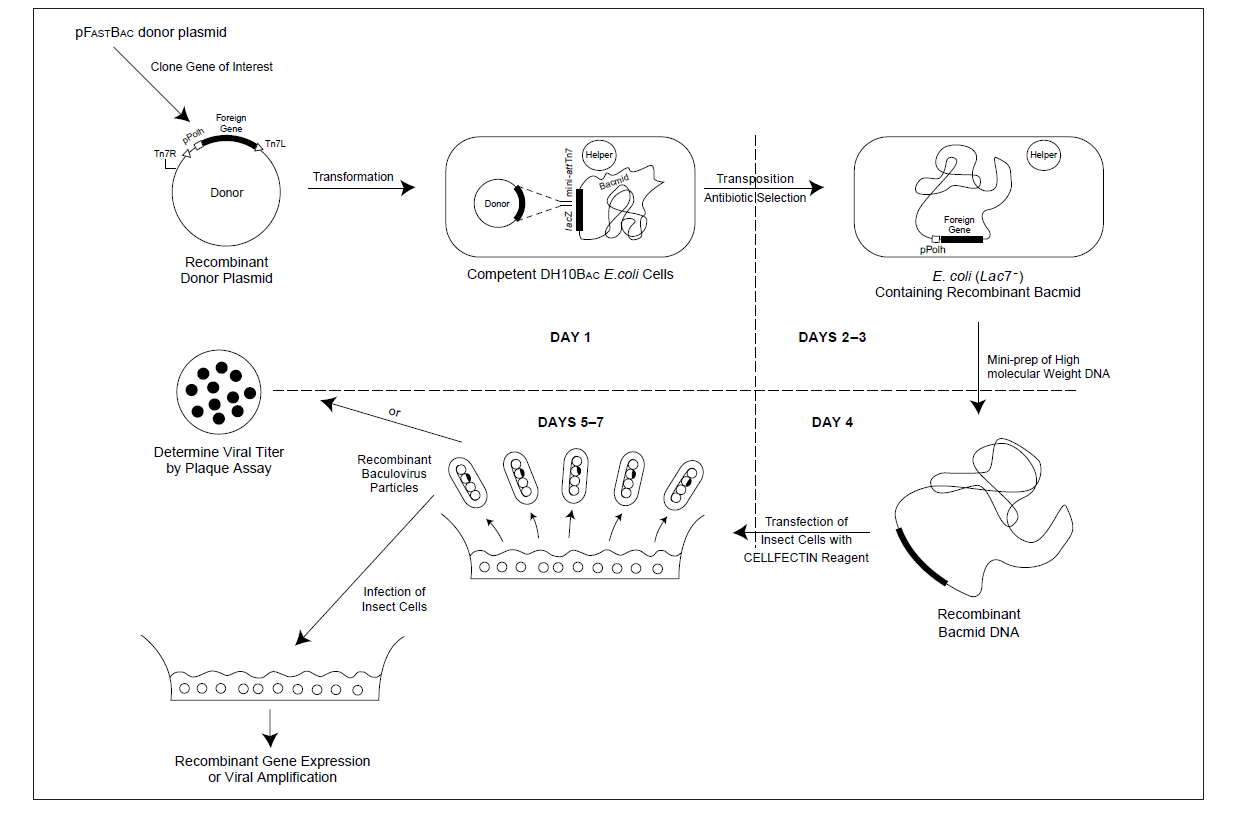 pFASTBAC donor plasmid
Clone Gene of Interest
Foreign
Gene
pPolh
Tn7L
Tn7R
Donor
Recombinant
Donor Plasmid
Transformation
Helper
mini-attTn7
lacZ
Bacmid
Donor
Competent DH10BAC E.coli Cells
Transposition
Antibiotic Selection
Helper
Foreign
Gene
pPolh
E. coli (Lac7-)
Containing Recombinant Bacmid
DAY 1
DAYS 2–3
Mini-prep of High
molecular Weight DNA
DAYS 5–7
DAY 4
or
Determine Viral Titer
by Plaque Assay
Recombinant
Baculovirus
Particles
Transfection of
Insect Cells with
CELLFECTIN Reagent
Recombinant
Bacmid DNA
Infection of
Insect Cells
Recombinant Gene Expression
or Viral Amplification